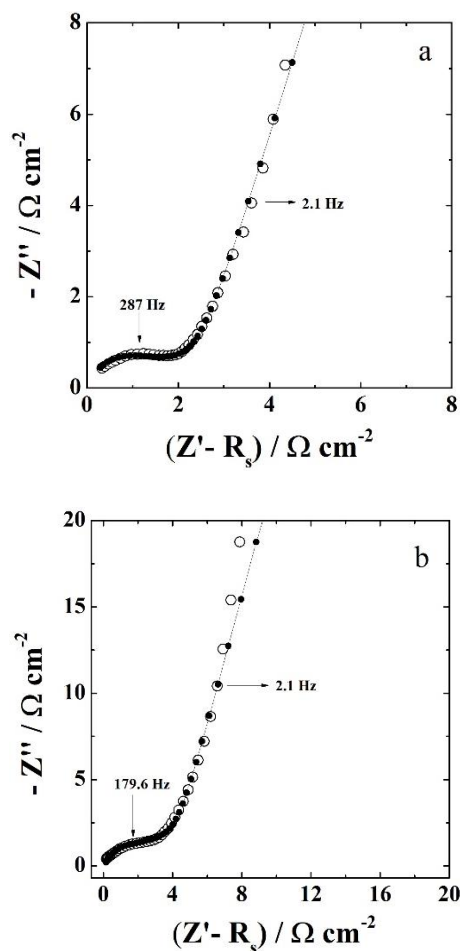 a
8
6
4
2
0
- Z'' / Ω cm⁻²
2.1 Hz
287 Hz
0 2 4 6 8
(Z'- Rₛ) / Ω cm⁻²
b
20
15
10
5
0
- Z'' / Ω cm⁻²
2.1 Hz
179.6 Hz
0 4 8 12 16 20
(Z'- Rₛ) / Ω cm⁻²